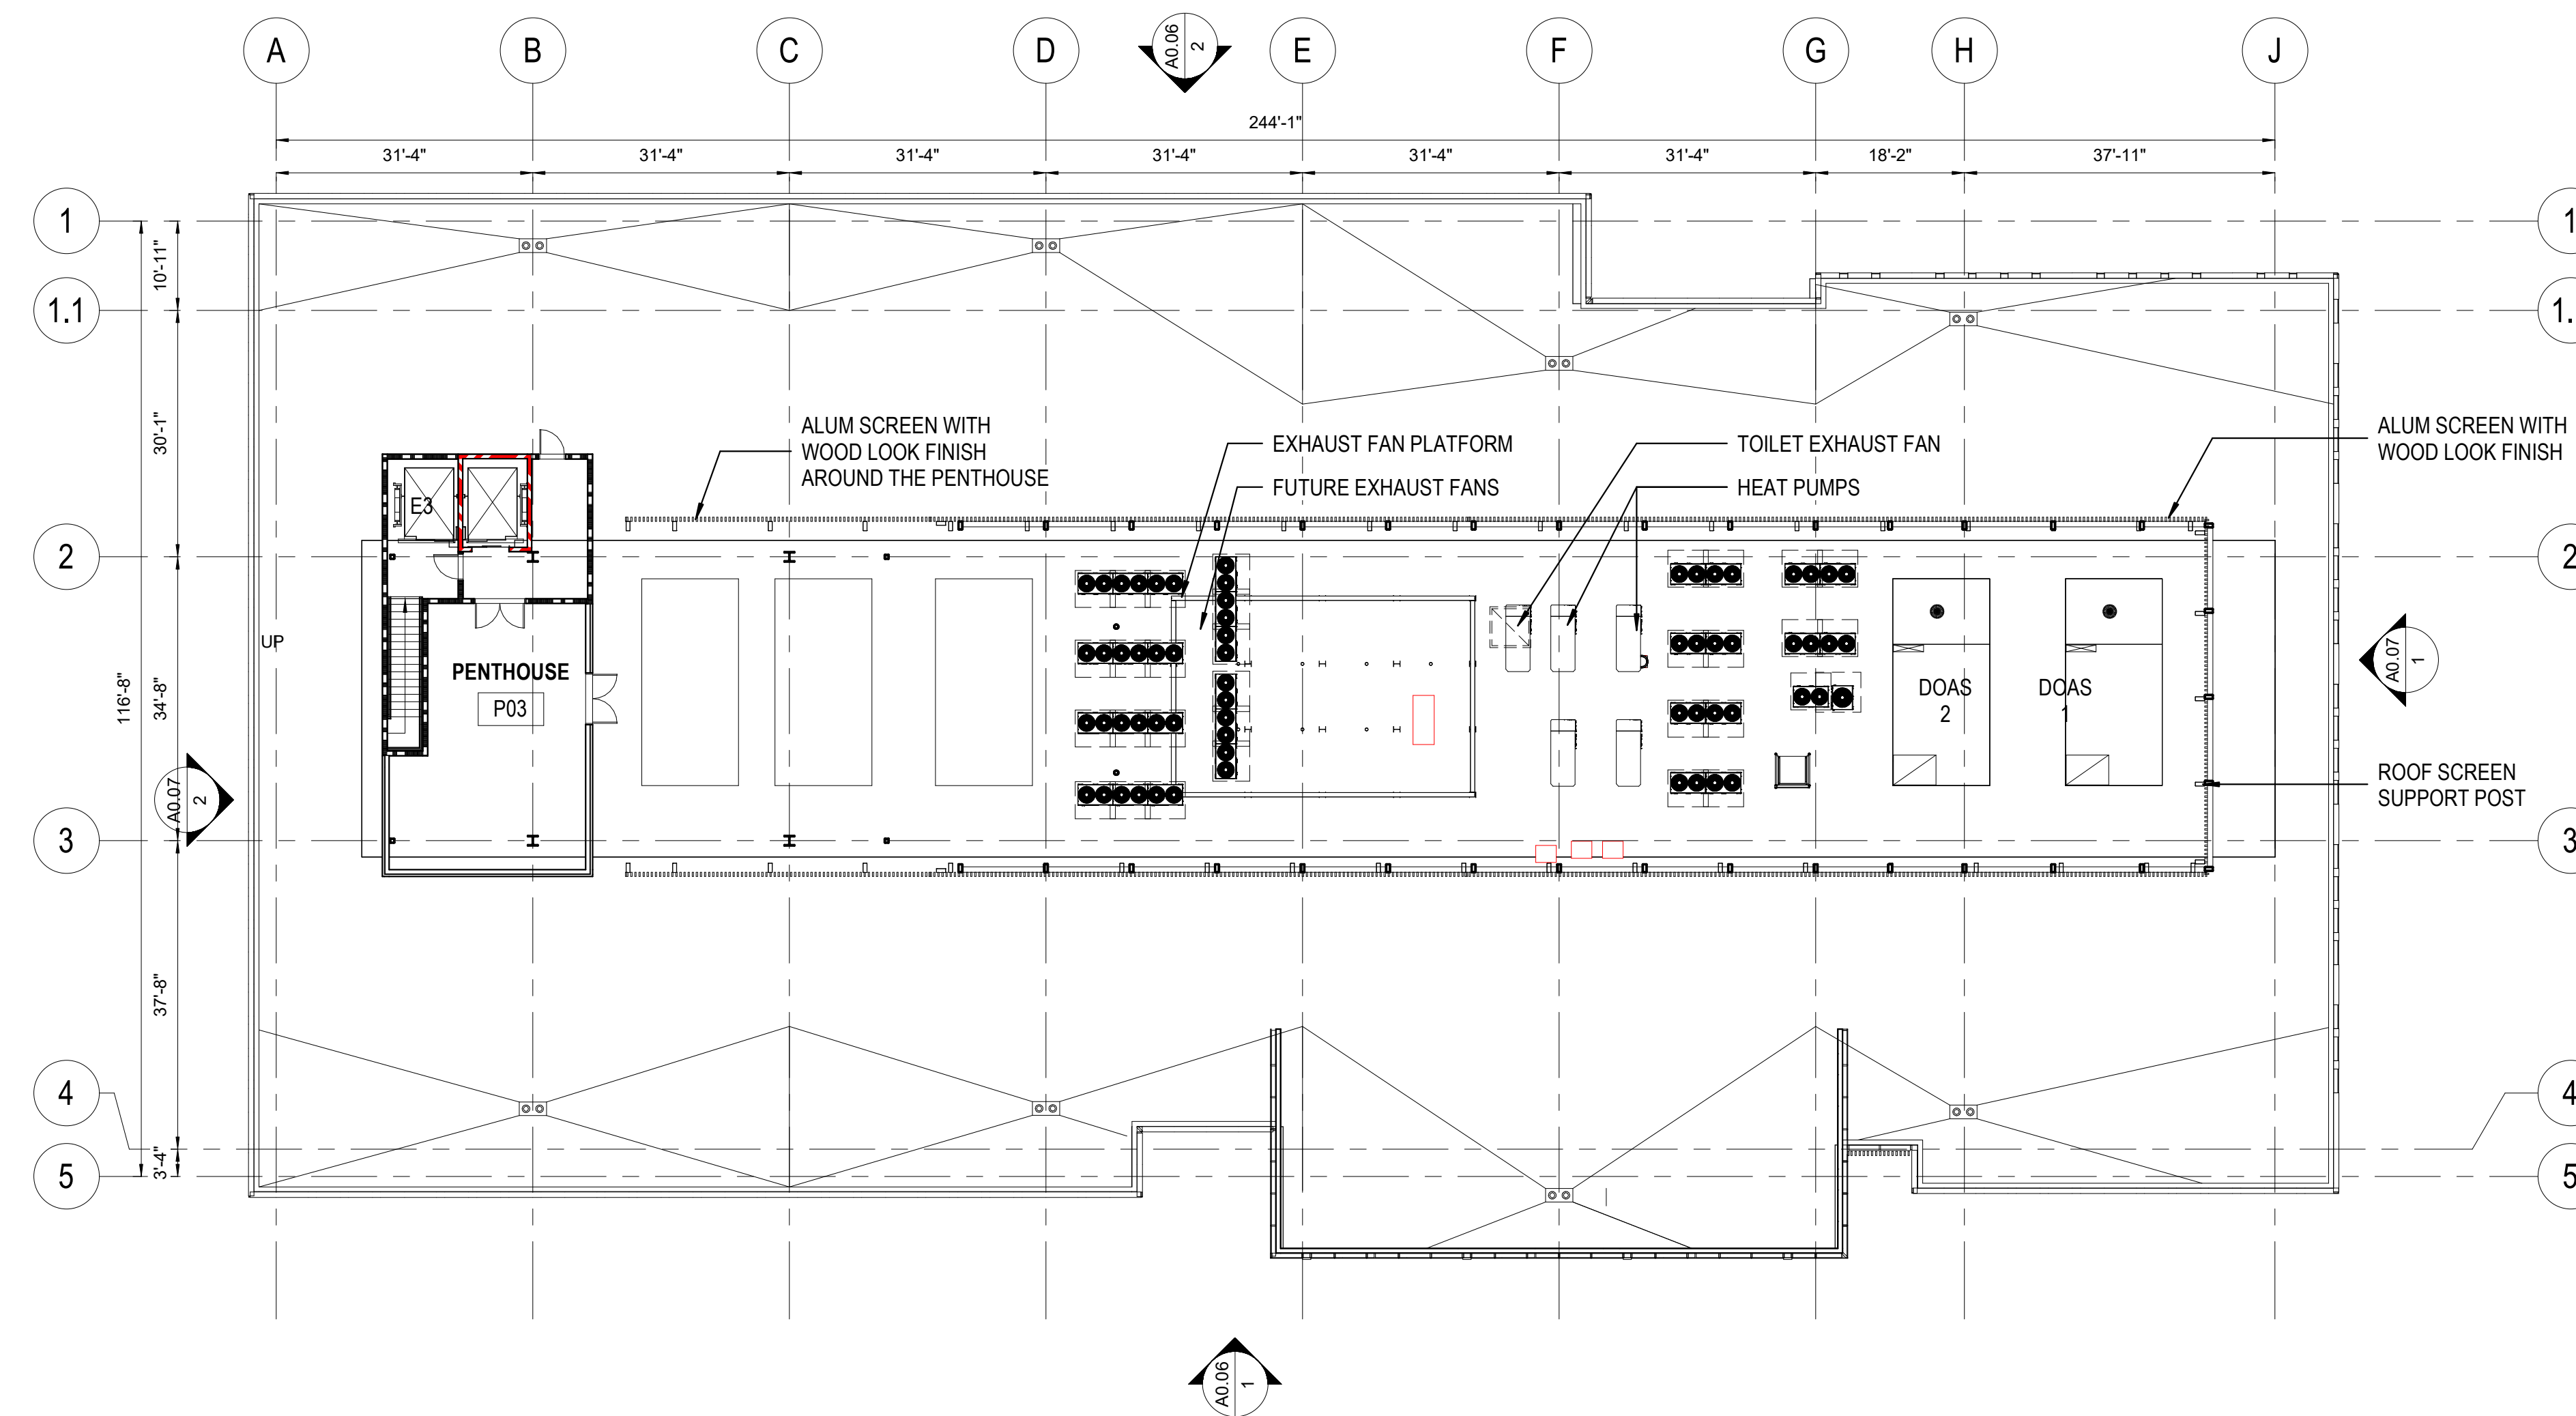 A
B
C
D
E
F
G
H
J
A0.06
2
244'-1"
31'-4"
31'-4"
31'-4"
31'-4"
31'-4"
31'-4"
18'-2"
37'-11"
1
1
10'-11"
1.1
1.
30'-1"
ALUM SCREEN WITH
WOOD LOOK FINISH
AROUND THE PENTHOUSE
EXHAUST FAN PLATFORM
FUTURE EXHAUST FANS
TOILET EXHAUST FAN
HEAT PUMPS
ALUM SCREEN WITH
WOOD LOOK FINISH
E3
2
2
UP
PENTHOUSE
P03
116'-8"
34'-8"
DOAS
2
DOAS
1
A0.07
1
A0.07
2
ROOF SCREEN
SUPPORT POST
3
3
37'-8"
4
4
3'-4"
5
5
A0.06
1